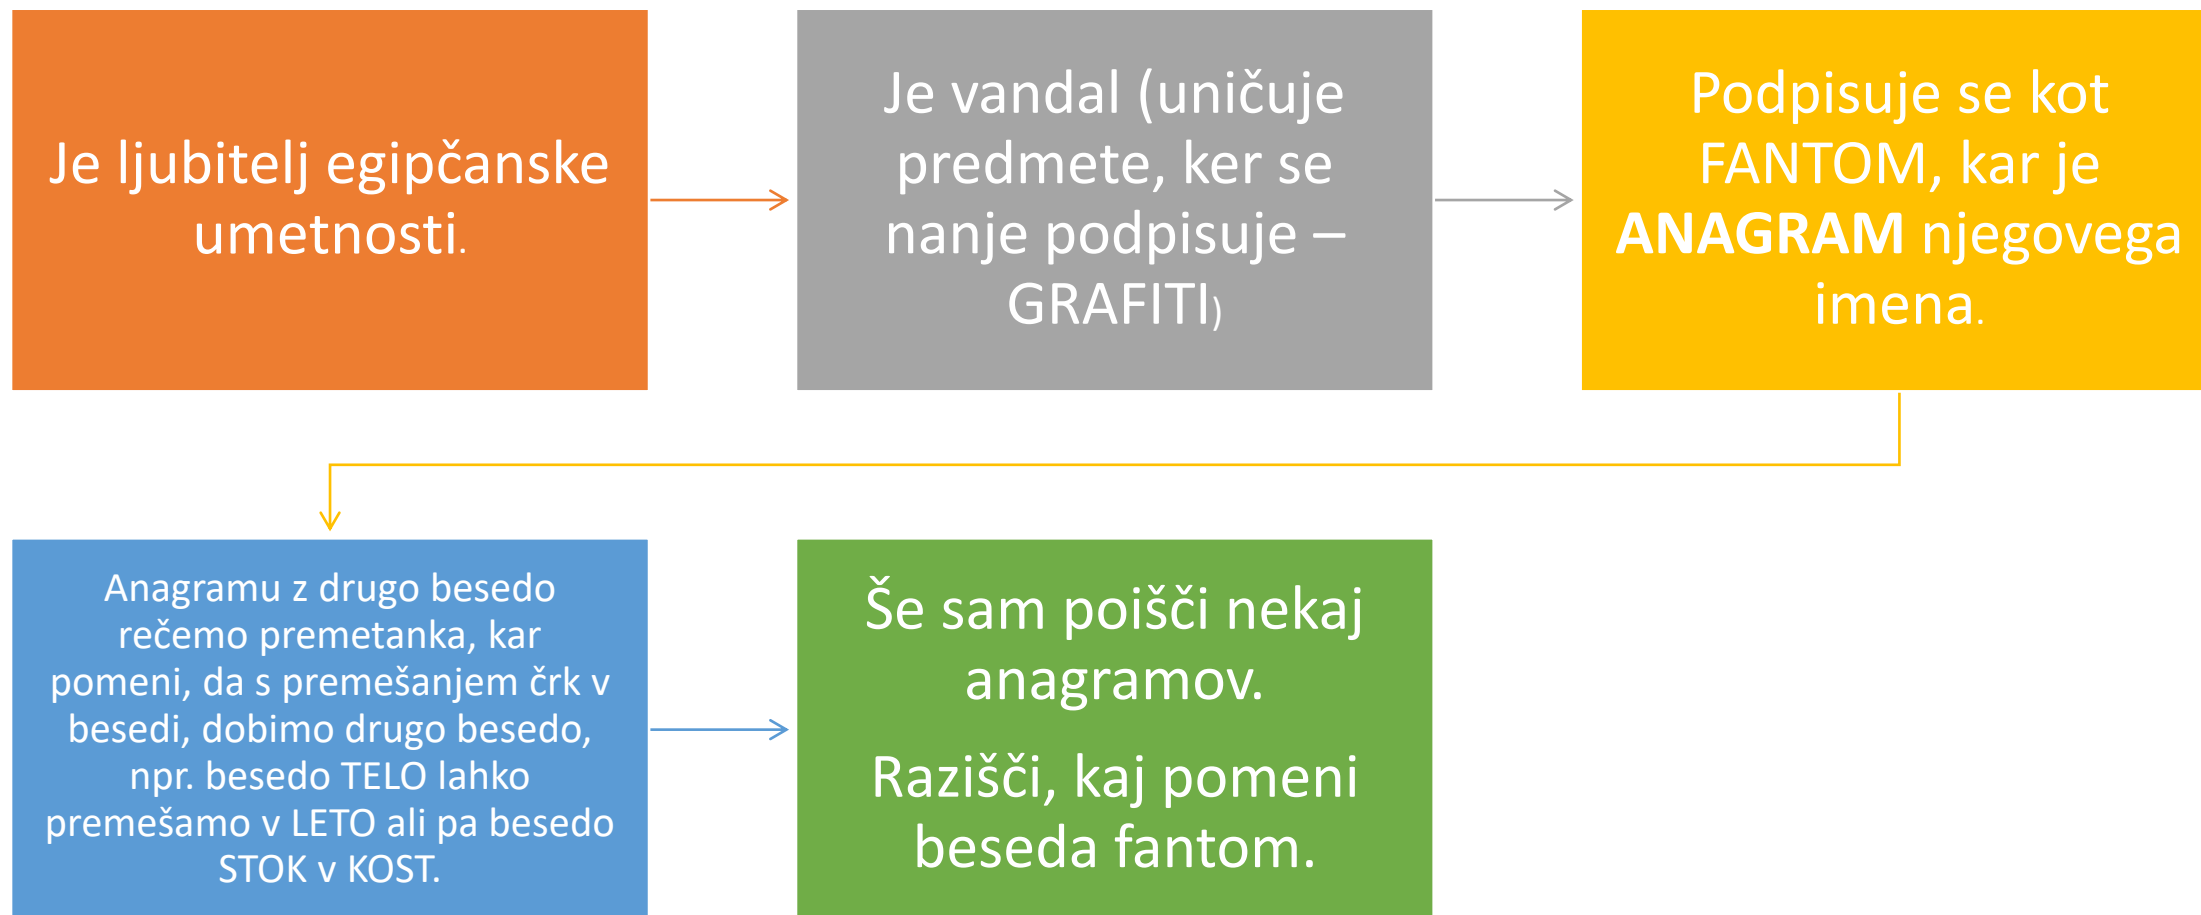 Je ljubitelj egipčanske
umetnosti.
Je vandal (uničuje
predmete, ker se
nanje podpisuje –
GRAFITI)
Podpisuje se kot
FANTOM, kar je
ANAGRAM njegovega
imena.
Anagramu z drugo besedo
rečemo premetanka, kar
pomeni, da s premešanjem črk v
besedi, dobimo drugo besedo,
npr. besedo TELO lahko
premešamo v LETO ali pa besedo
STOK v KOST.
Še sam poišči nekaj
anagramov.
Razišči, kaj pomeni
beseda fantom.